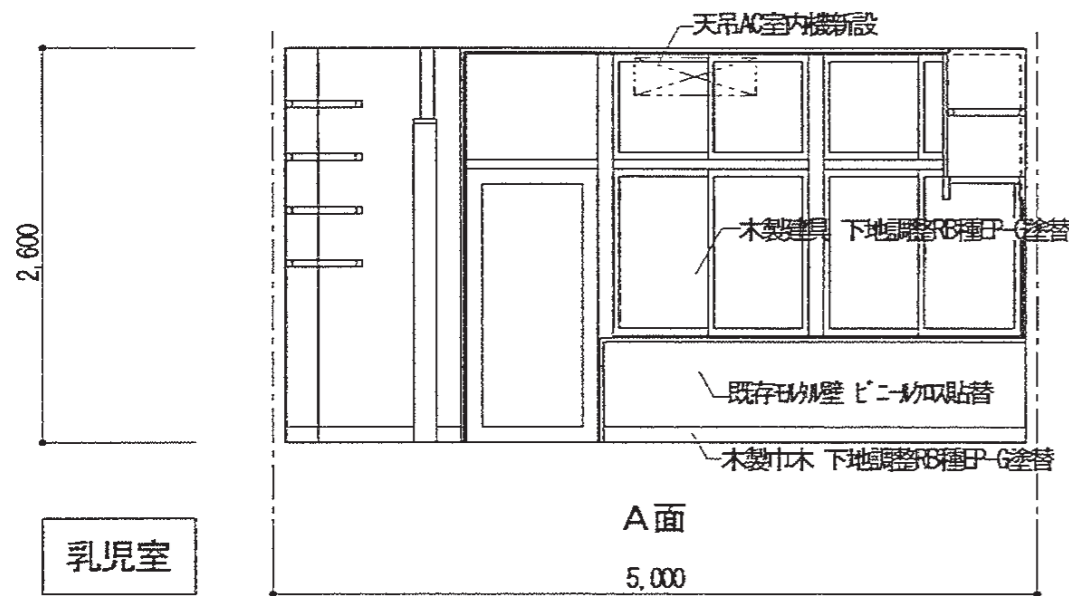 天吊AC室内機新設
2,600
木製建具 下地調整RB種EP-G塗替
既存モルタル壁 ビニールクロス貼替
木製巾木 下地調整RB種EP-G塗替
A面
乳児室
5,000